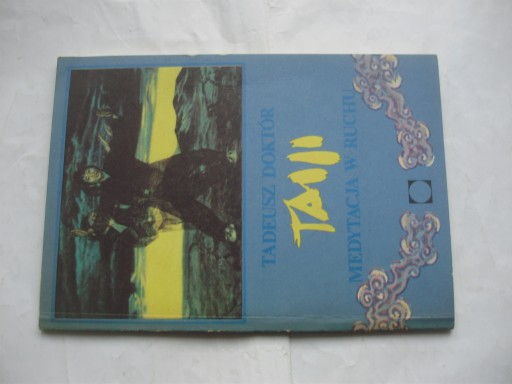 TADEUSZ DOKTÓR
TAIJI
MEDYTACJA W RUCHU